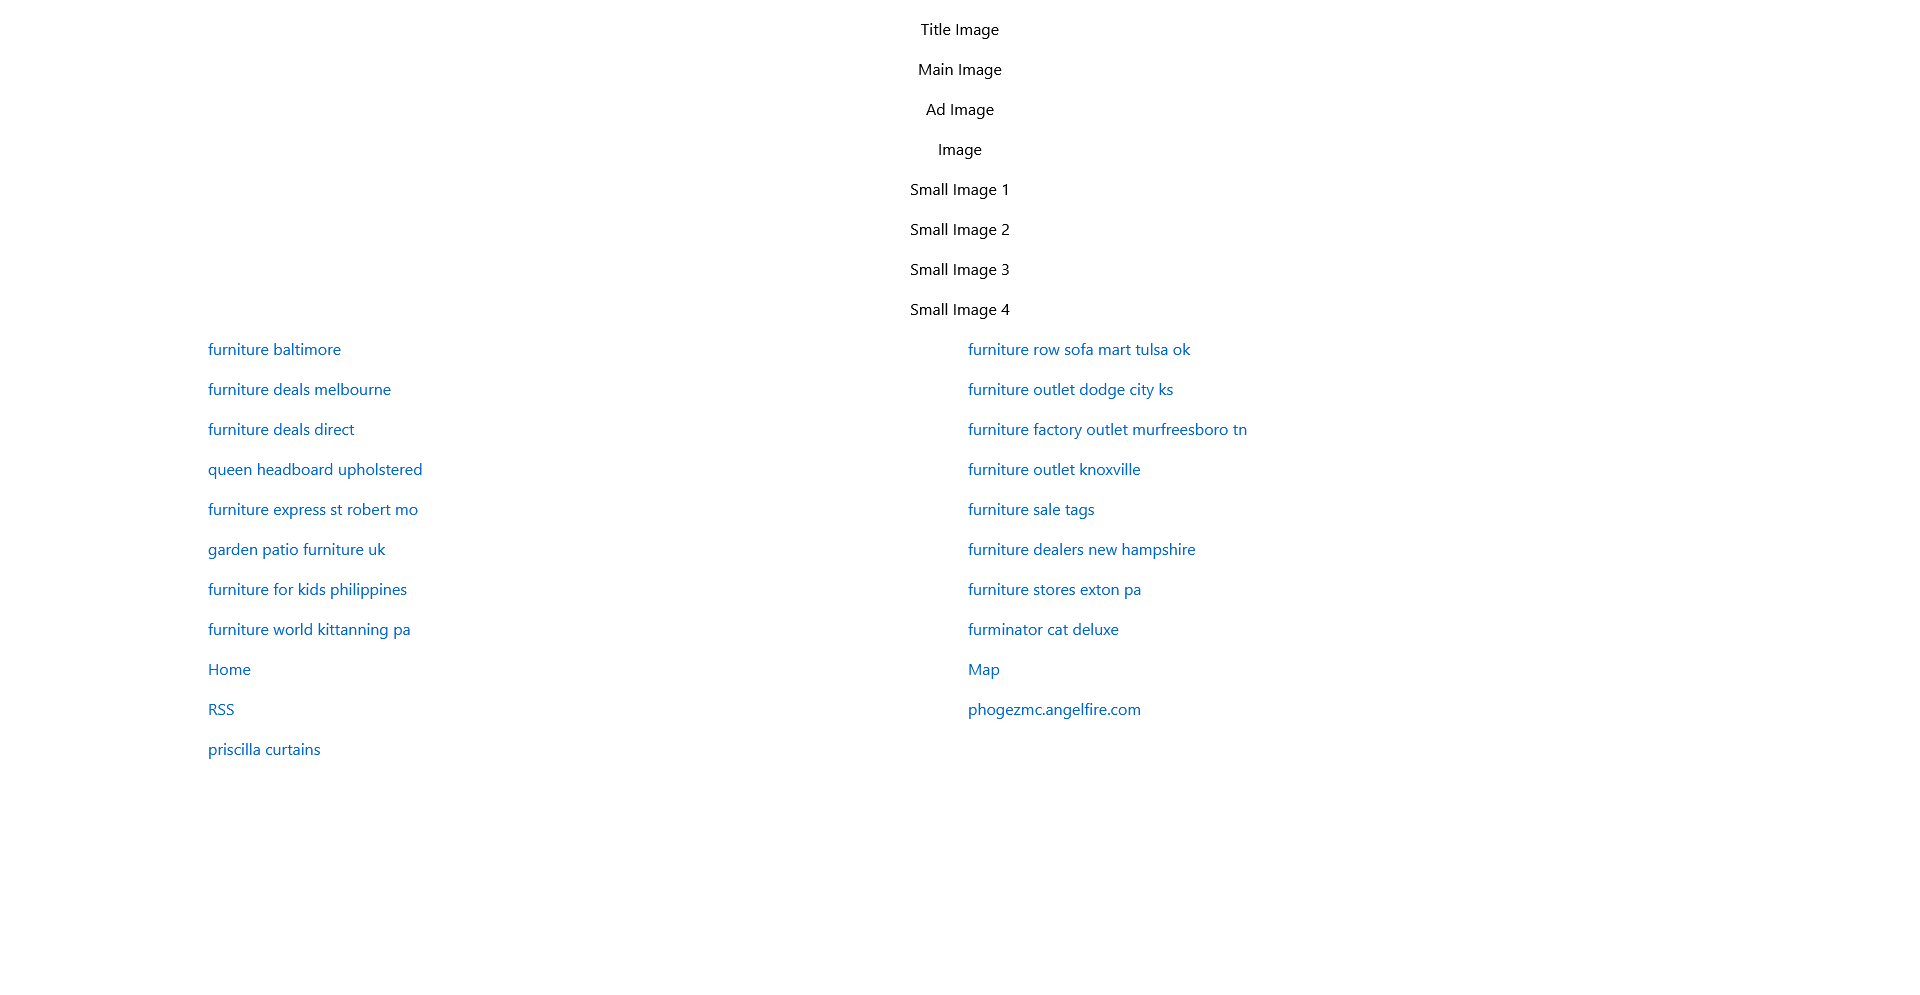 Title Image
Main Image
Ad Image
Image
Small Image 1
Small Image 2
Small Image 3
Small Image 4
furniture baltimore
furniture row sofa mart tulsa ok
furniture deals melbourne
furniture outlet dodge city ks
furniture deals direct
furniture factory outlet murfreesboro tn
queen headboard upholstered
furniture outlet knoxville
furniture express st robert mo
furniture sale tags
garden patio furniture uk
furniture dealers new hampshire
furniture for kids philippines
furniture stores exton pa
furniture world kittanning pa
furminator cat deluxe
Home
Map
RSS
phogezmc.angelfire.com
priscilla curtains